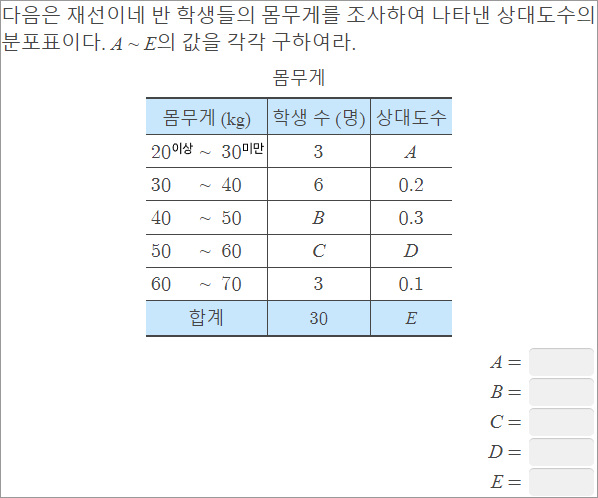 다음은 재선이네 반 학생들의 몸무게를 조사하여 나타낸 상대도수의
분포표이다. A ~ E의 값을 각각 구하여라.
몸무게
몸무게 (kg) 학생 수 (명) 상대도수
20이상 ~ 30미만 3 A
30 ~ 40 6 0.2
40 ~ 50 B 0.3
50 ~ 60 C D
60 ~ 70 3 0.1
합계 30 E
A =
B =
C =
D =
E =